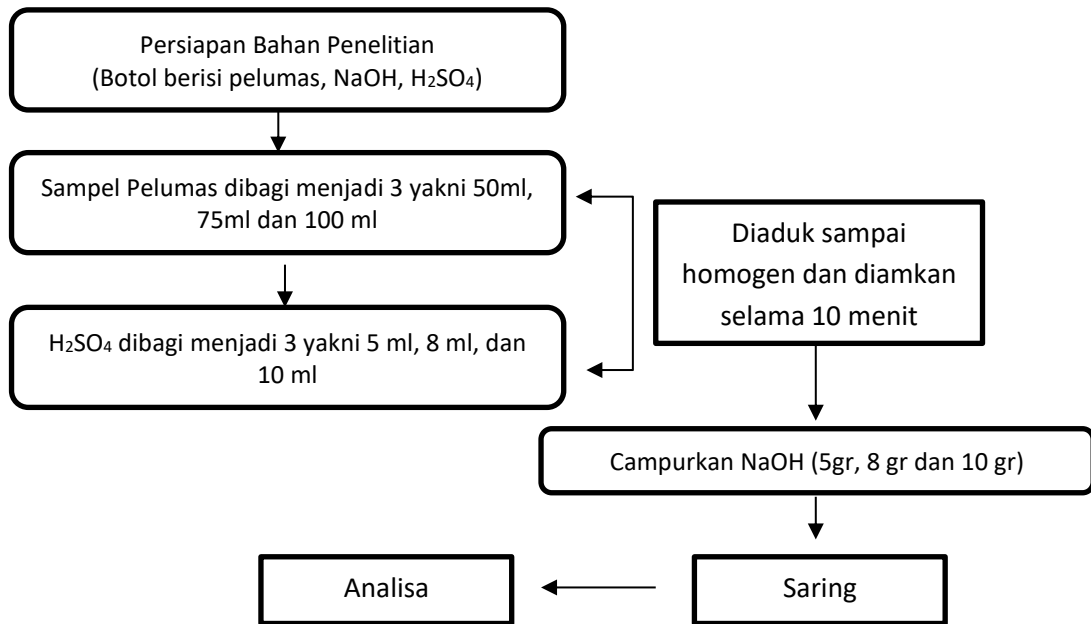 Persiapan Bahan Penelitian
(Botol berisi pelumas, NaOH, H₂SO₄)
Sampel Pelumas dibagi menjadi 3 yakni 50ml,
75ml dan 100 ml
H₂SO₄ dibagi menjadi 3 yakni 5 ml, 8 ml, dan
10 ml
Diaduk sampai
homogen dan diamkan
selama 10 menit
Campurkan NaOH (5gr, 8 gr dan 10 gr)
Saring
Analisa